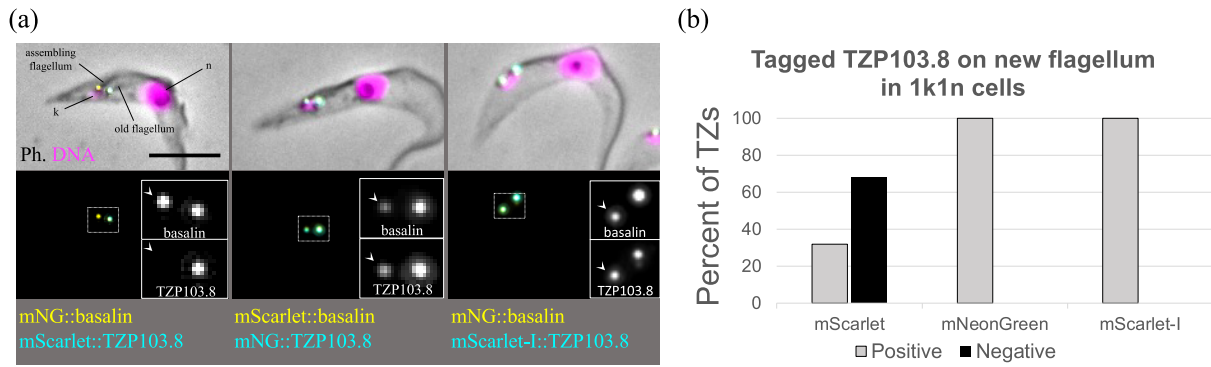 (a)
assembling
flagellum
n
k
old flagellum
Ph. DNA
basalin
TZP103.8
basalin
TZP103.8
basalin
TZP103.8
mNG::basalin
mScarlet::TZP103.8
mScarlet::basalin
mNG::TZP103.8
mNG::basalin
mScarlet-I::TZP103.8
(b)
Tagged TZP103.8 on new flagellum
in 1k1n cells
Percent of TZs
100
80
60
40
20
0
mScarlet
mNeonGreen
mScarlet-I
Positive
Negative